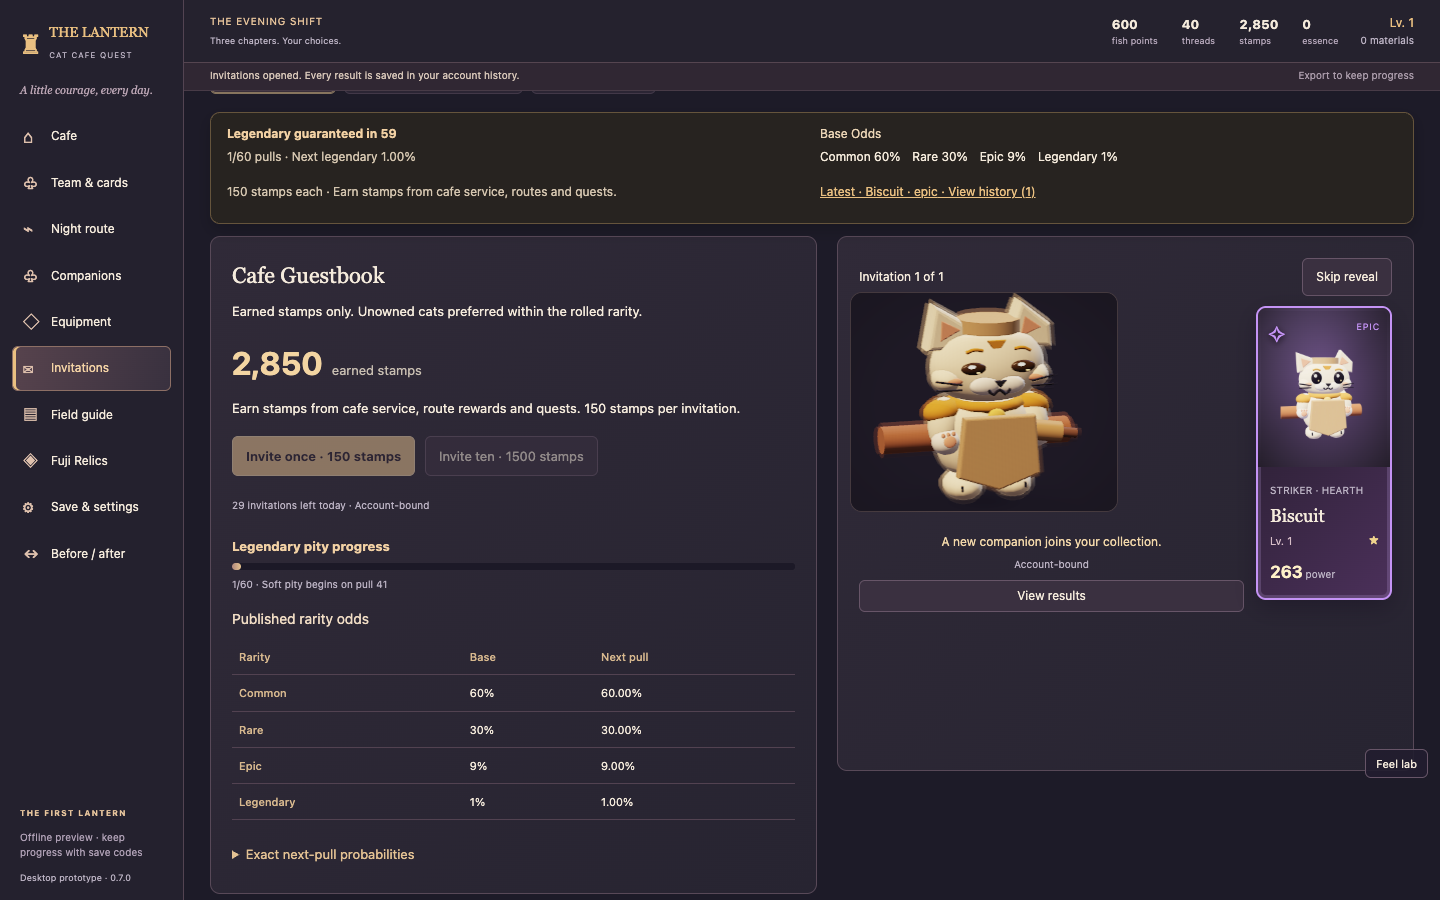 THE LANTERN
CAT CAFE QUEST
A little courage, every day.
Cafe
Team & cards
Night route
Companions
Equipment
Invitations
Field guide
Fuji Relics
Save & settings
Before / after
THE FIRST LANTERN
Offline preview · keep
progress with save codes
Desktop prototype · 0.7.0
THE EVENING SHIFT
Three chapters. Your choices.
600
fish points
40
threads
2,850
stamps
0
essence
Lv. 1
0 materials
Invitations opened. Every result is saved in your account history.
Export to keep progress
Legendary guaranteed in 59
1/60 pulls · Next legendary 1.00%
150 stamps each · Earn stamps from cafe service, routes and quests.
Base Odds
Common 60% Rare 30% Epic 9% Legendary 1%
Latest · Biscuit · epic · View history (1)
Cafe Guestbook
Earned stamps only. Unowned cats preferred within the rolled rarity.
2,850 earned stamps
Earn stamps from cafe service, route rewards and quests. 150 stamps per invitation.
Invite once · 150 stamps
Invite ten · 1500 stamps
29 invitations left today · Account-bound
Legendary pity progress
1/60 · Soft pity begins on pull 41
Published rarity odds
Rarity Base Next pull
Common 60% 60.00%
Rare 30% 30.00%
Epic 9% 9.00%
Legendary 1% 1.00%
Exact next-pull probabilities
Invitation 1 of 1
Skip reveal
EPIC
STRIKER · HEARTH
Biscuit
Lv. 1
263 power
A new companion joins your collection.
Account-bound
View results
Feel lab